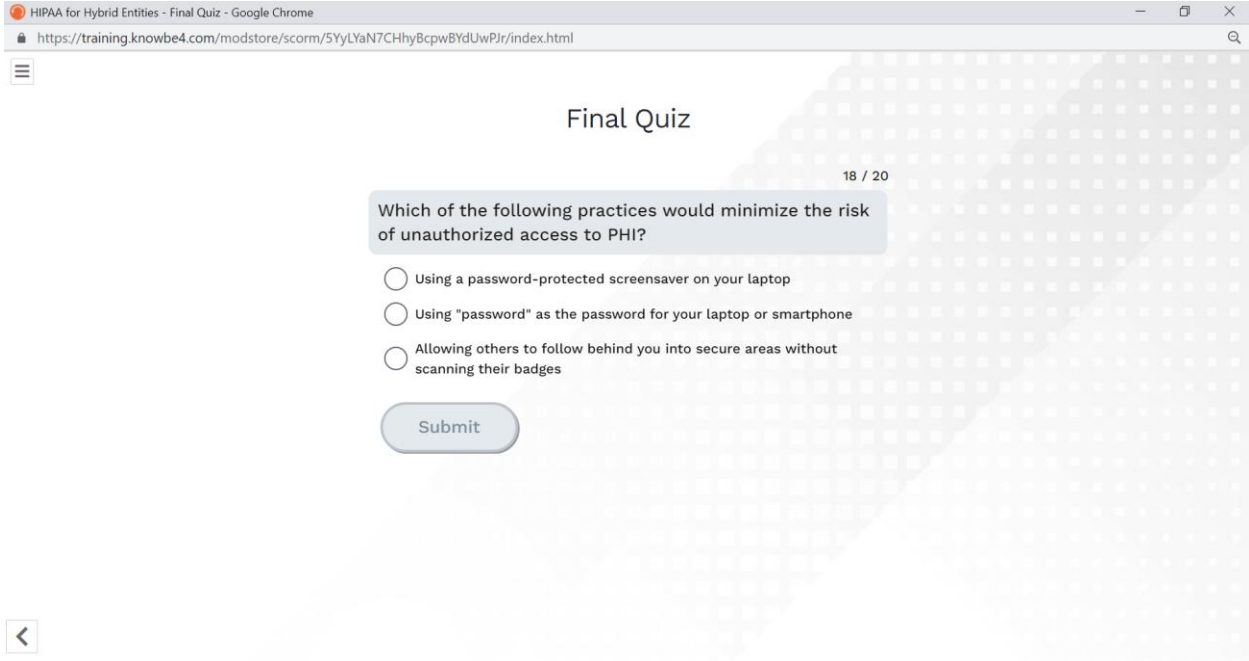 HIPAA for Hybrid Entities - Final Quiz - Google Chrome
https://training.knowbe4.com/modstore/scorm/5YyLYaN7CHhyBcpwBYdUwPJr/index.html
Final Quiz
18 / 20
Which of the following practices would minimize the risk
of unauthorized access to PHI?
Using a password-protected screensaver on your laptop
Using "password" as the password for your laptop or smartphone
Allowing others to follow behind you into secure areas without
scanning their badges
Submit